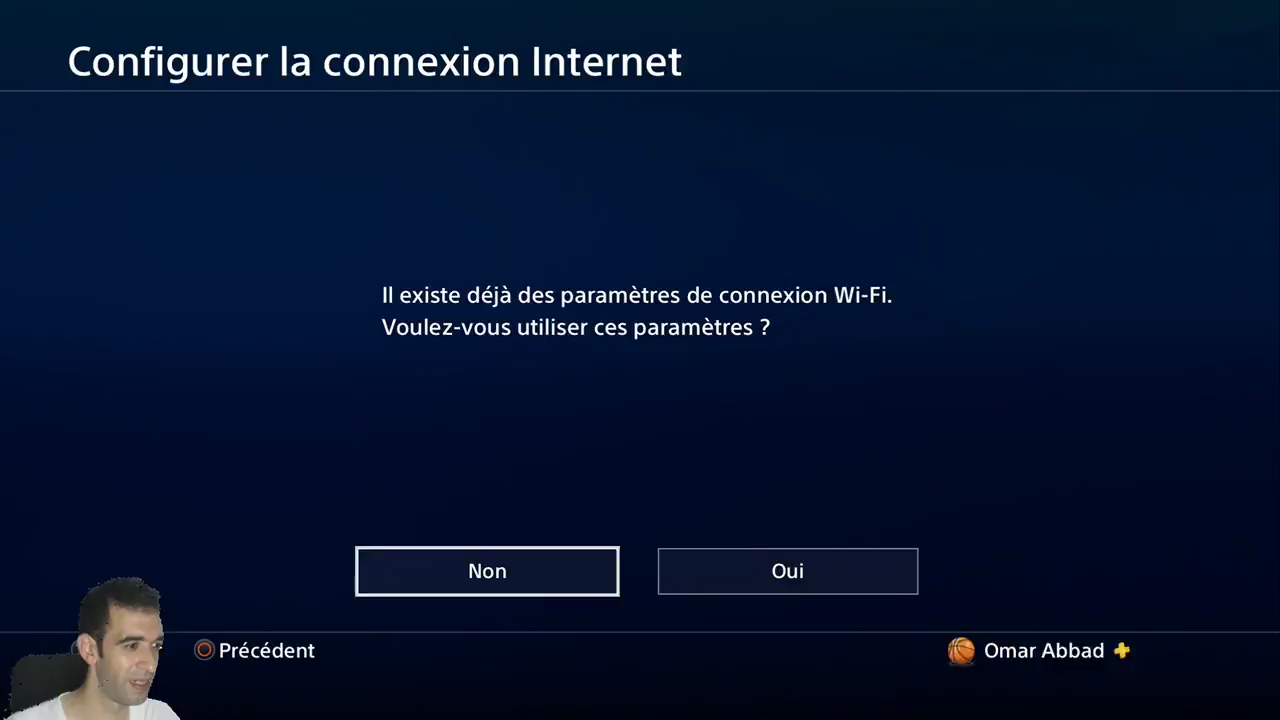 Configurer la connexion Internet
Il existe déjà des paramètres de connexion Wi-Fi.
Voulez-vous utiliser ces paramètres ?
Non
Oui
Précédent
Omar Abbad